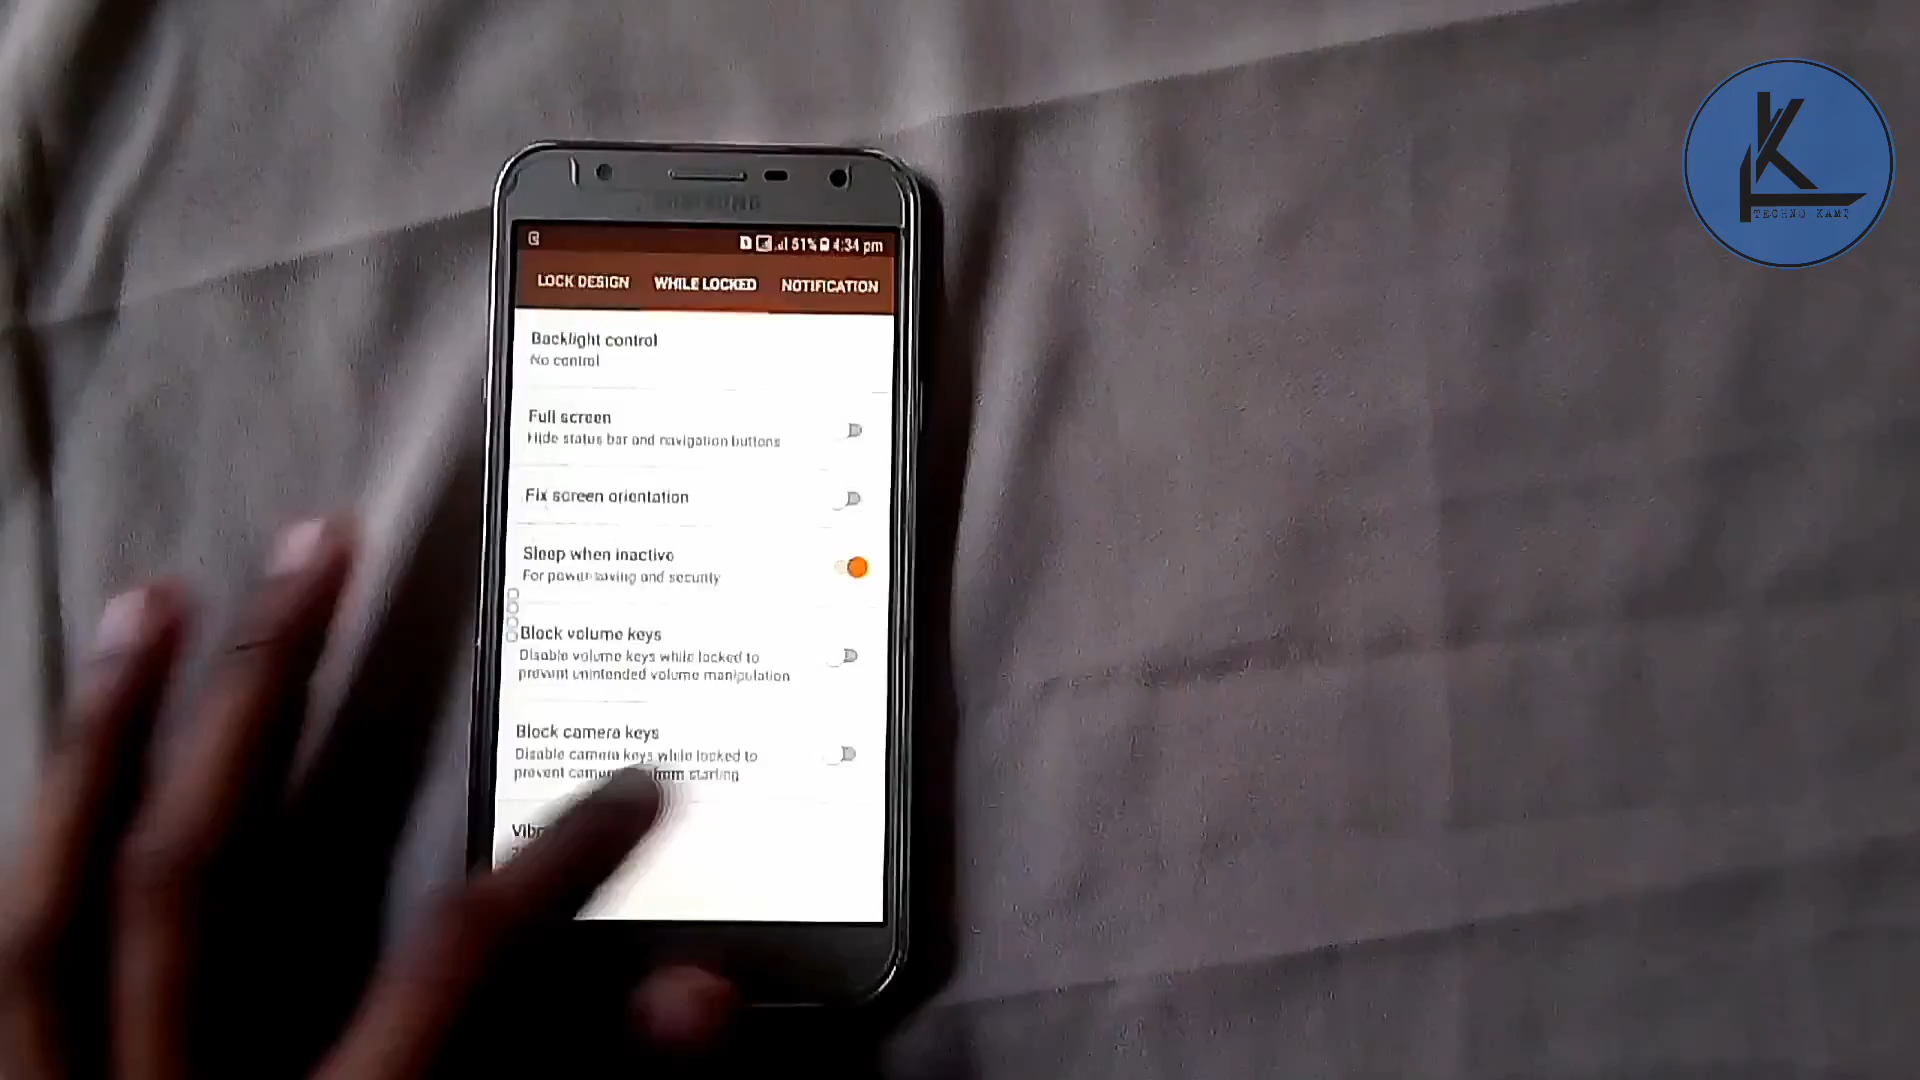 TECHNO KAMP
SAMSUNG
51% 4:34 pm
LOCK DESIGN WHILE LOCKED NOTIFICATION
Backlight control
No control
Full screen
Hide status bar and navigation buttons
Fix screen orientation
Sleep when inactive
For power saving and security
Block volume keys
Disable volume keys while locked to
prevent unintended volume manipulation
Block camera keys
Disable camera keys while locked to
prevent from starting